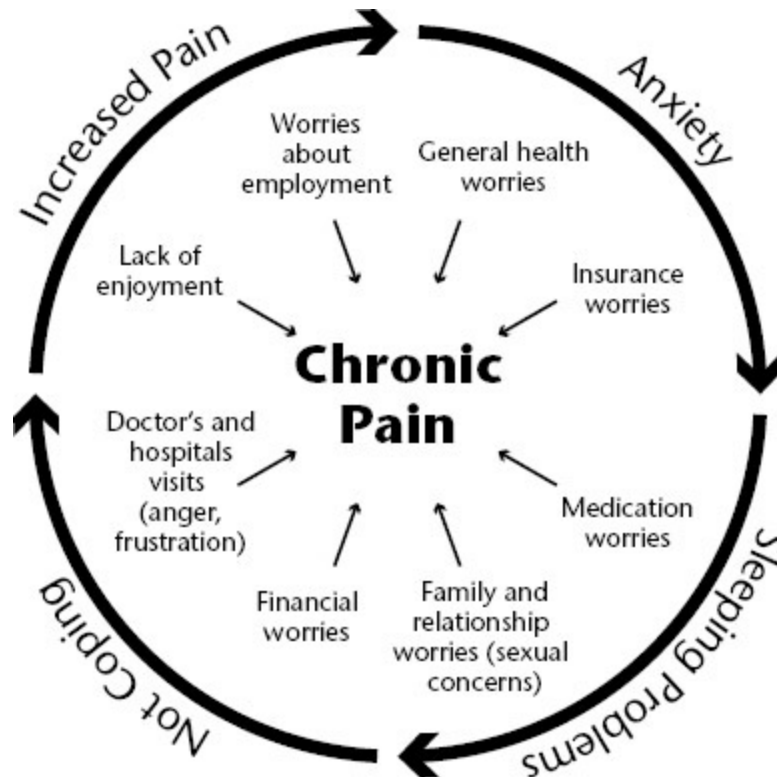 Increased Pain
Anxiety
Worries
about
employment
General health
worries
Lack of
enjoyment
Insurance
worries
Chronic
Pain
Doctor's and
hospitals
visits
(anger,
frustration)
Medication
worries
Financial
worries
Family and
relationship
worries (sexual
concerns)
Not Coping
Sleeping Problems